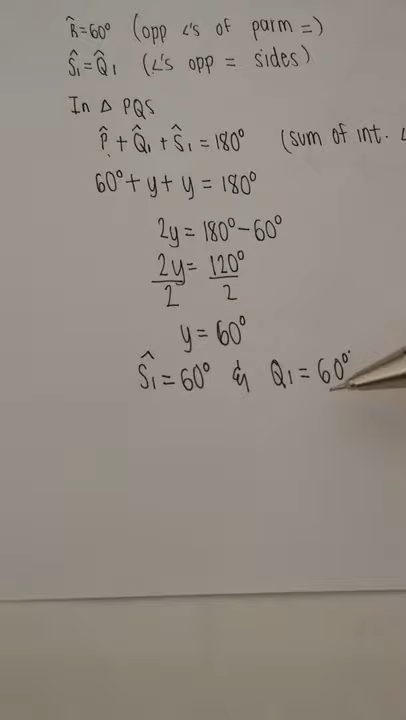 R̂=60° (opp ∠'s of parm =)
Ŝ₁=Q̂₁ (∠'s opp = sides)
In Δ PQS
P̂ + Q̂₁ + Ŝ₁ = 180° (sum of int. ∠
60° + y + y = 180°
2y = 180° - 60°
2y = 120°
2 2
y = 60°
Ŝ₁ = 60° & Q₁ = 60°